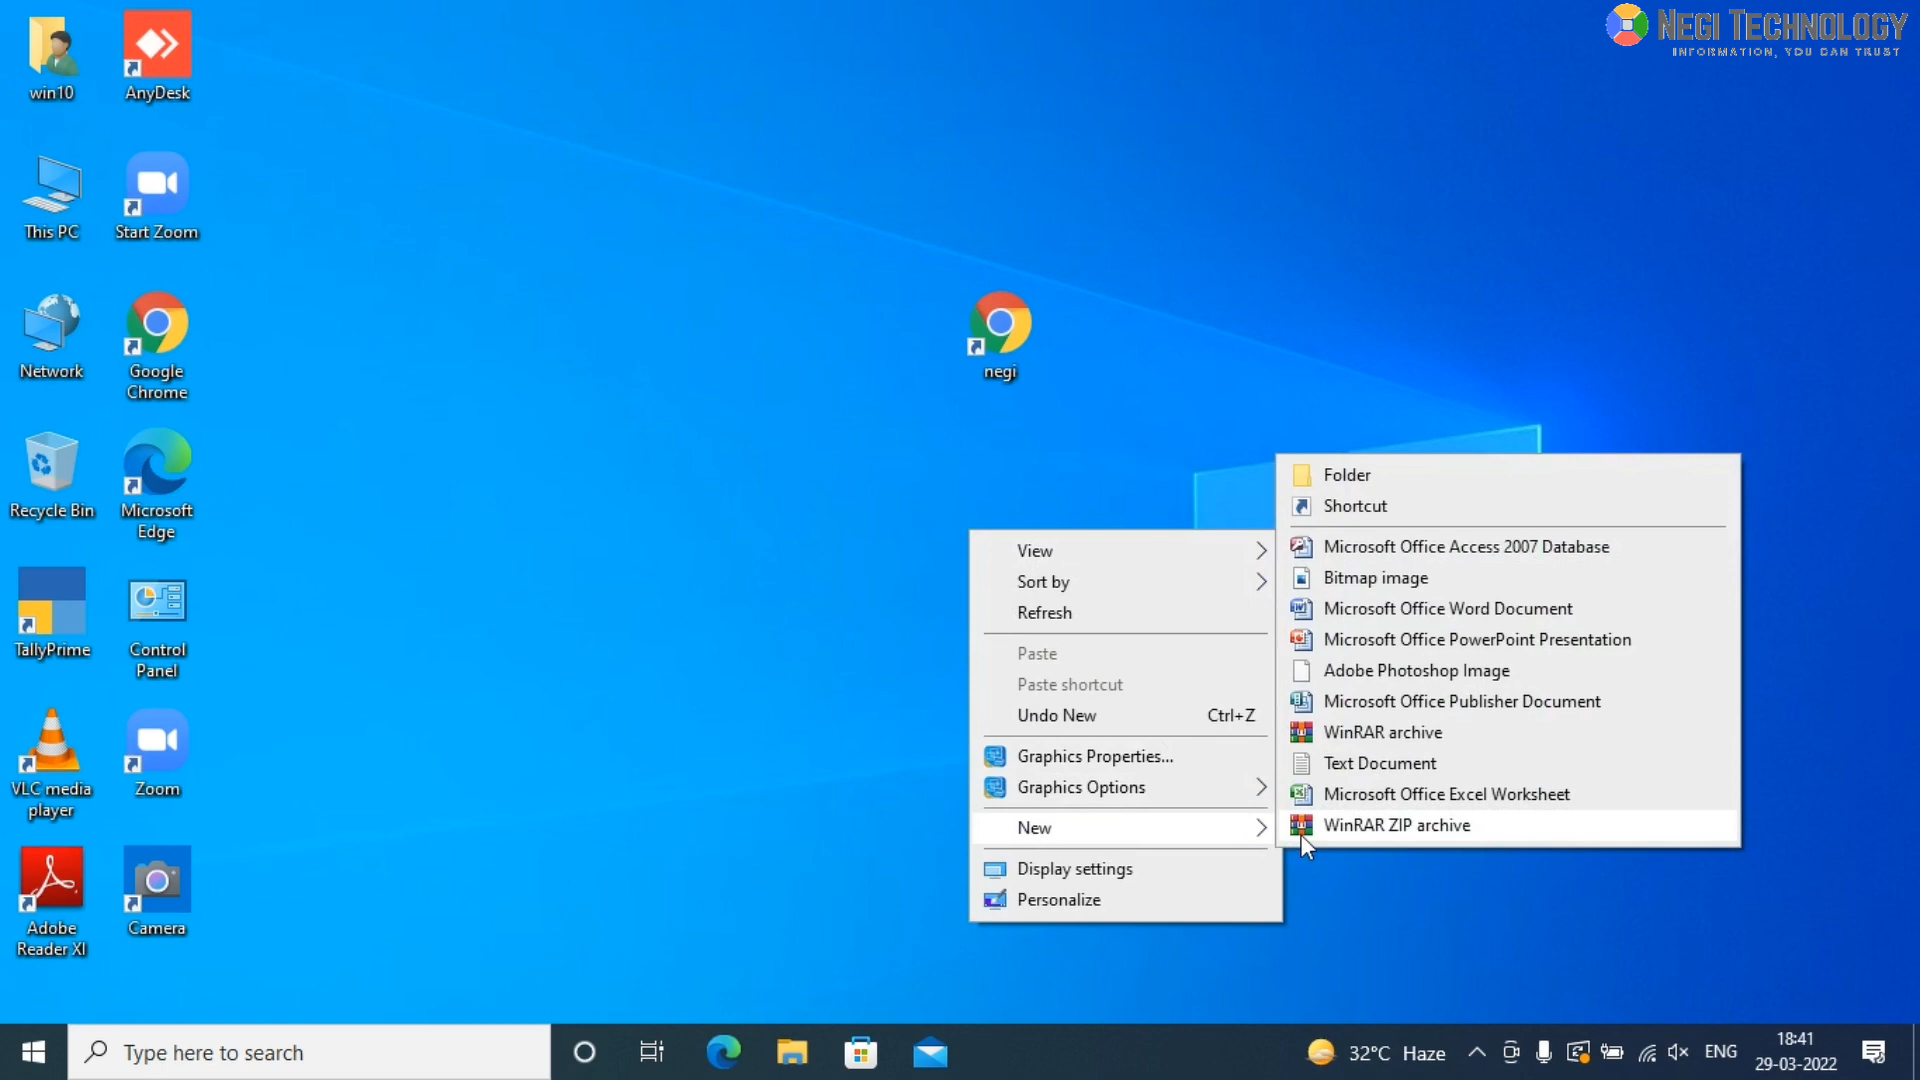 NEGI TECHNOLOGY
INFORMATION, YOU CAN TRUST
win10
AnyDesk
This PC
Start Zoom
Network
Google
Chrome
negi
Recycle Bin
Microsoft
Edge
TallyPrime
Control
Panel
VLC media
player
Zoom
Adobe
Reader XI
Camera
View
Sort by
Refresh
Paste
Paste shortcut
Undo New Ctrl+Z
Graphics Properties...
Graphics Options
New
Display settings
Personalize
Folder
Shortcut
Microsoft Office Access 2007 Database
Bitmap image
Microsoft Office Word Document
Microsoft Office PowerPoint Presentation
Adobe Photoshop Image
Microsoft Office Publisher Document
WinRAR archive
Text Document
Microsoft Office Excel Worksheet
WinRAR ZIP archive
Type here to search
32°C Haze
ENG
18:41
29-03-2022